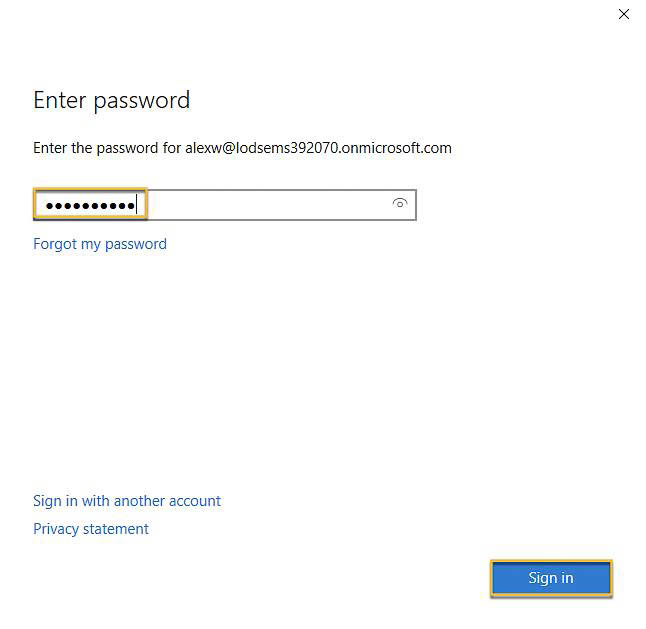 Enter password
Enter the password for alexw@lodsems392070.onmicrosoft.com
●●●●●●●●●●
Forgot my password
Sign in with another account
Privacy statement
Sign in